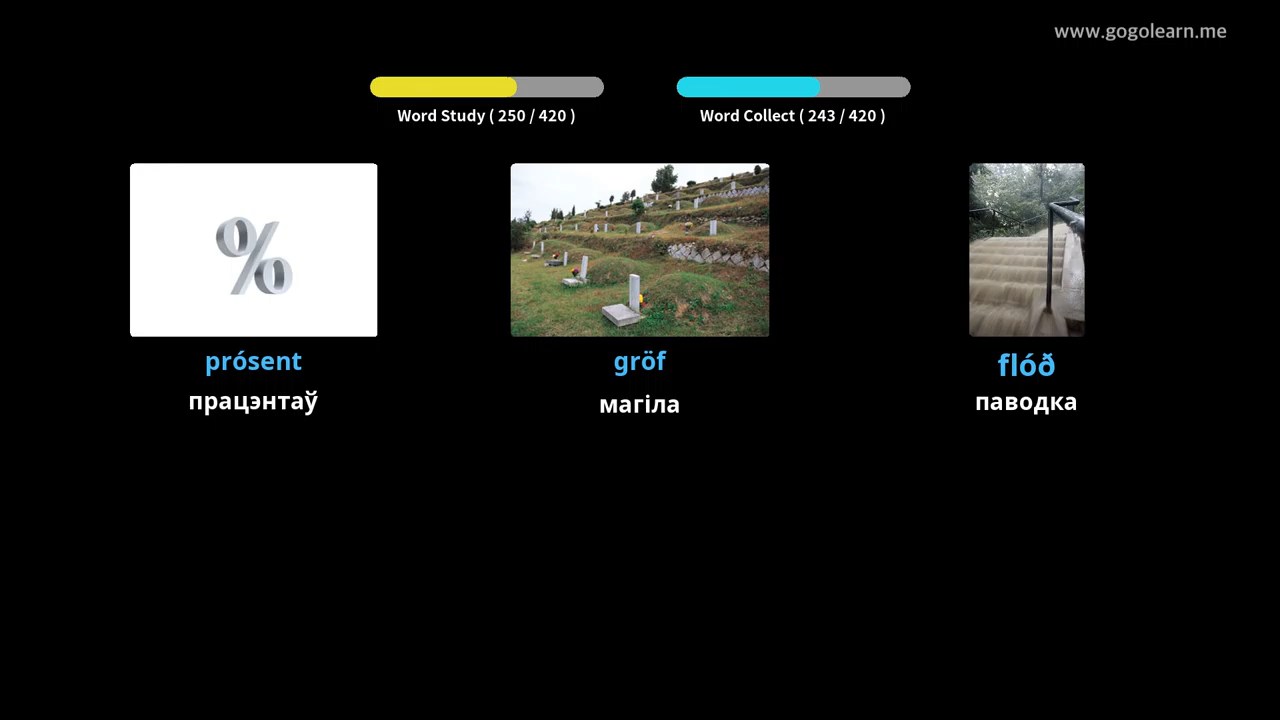 www.gogolearn.me
Word Study ( 250 / 420 )
Word Collect ( 243 / 420 )
%
prósent
gröf
flóð
працэнтаў
магіла
паводка